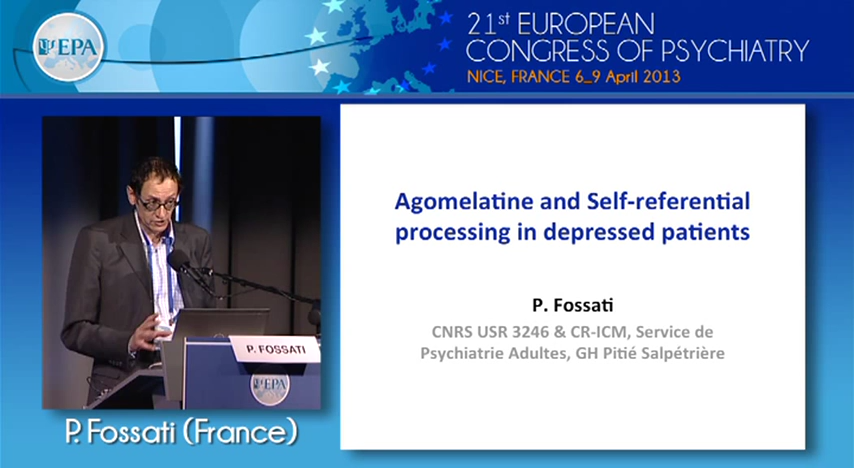 EPA
21st EUROPEAN
CONGRESS OF PSYCHIATRY
NICE, FRANCE 6_9 April 2013
Agomelatine and Self-referential
processing in depressed patients
P. Fossati
CNRS USR 3246 & CR-ICM, Service de
Psychiatrie Adultes, GH Pitié Salpétrière
P. FOSSATI
EPA
P. Fossati (France)